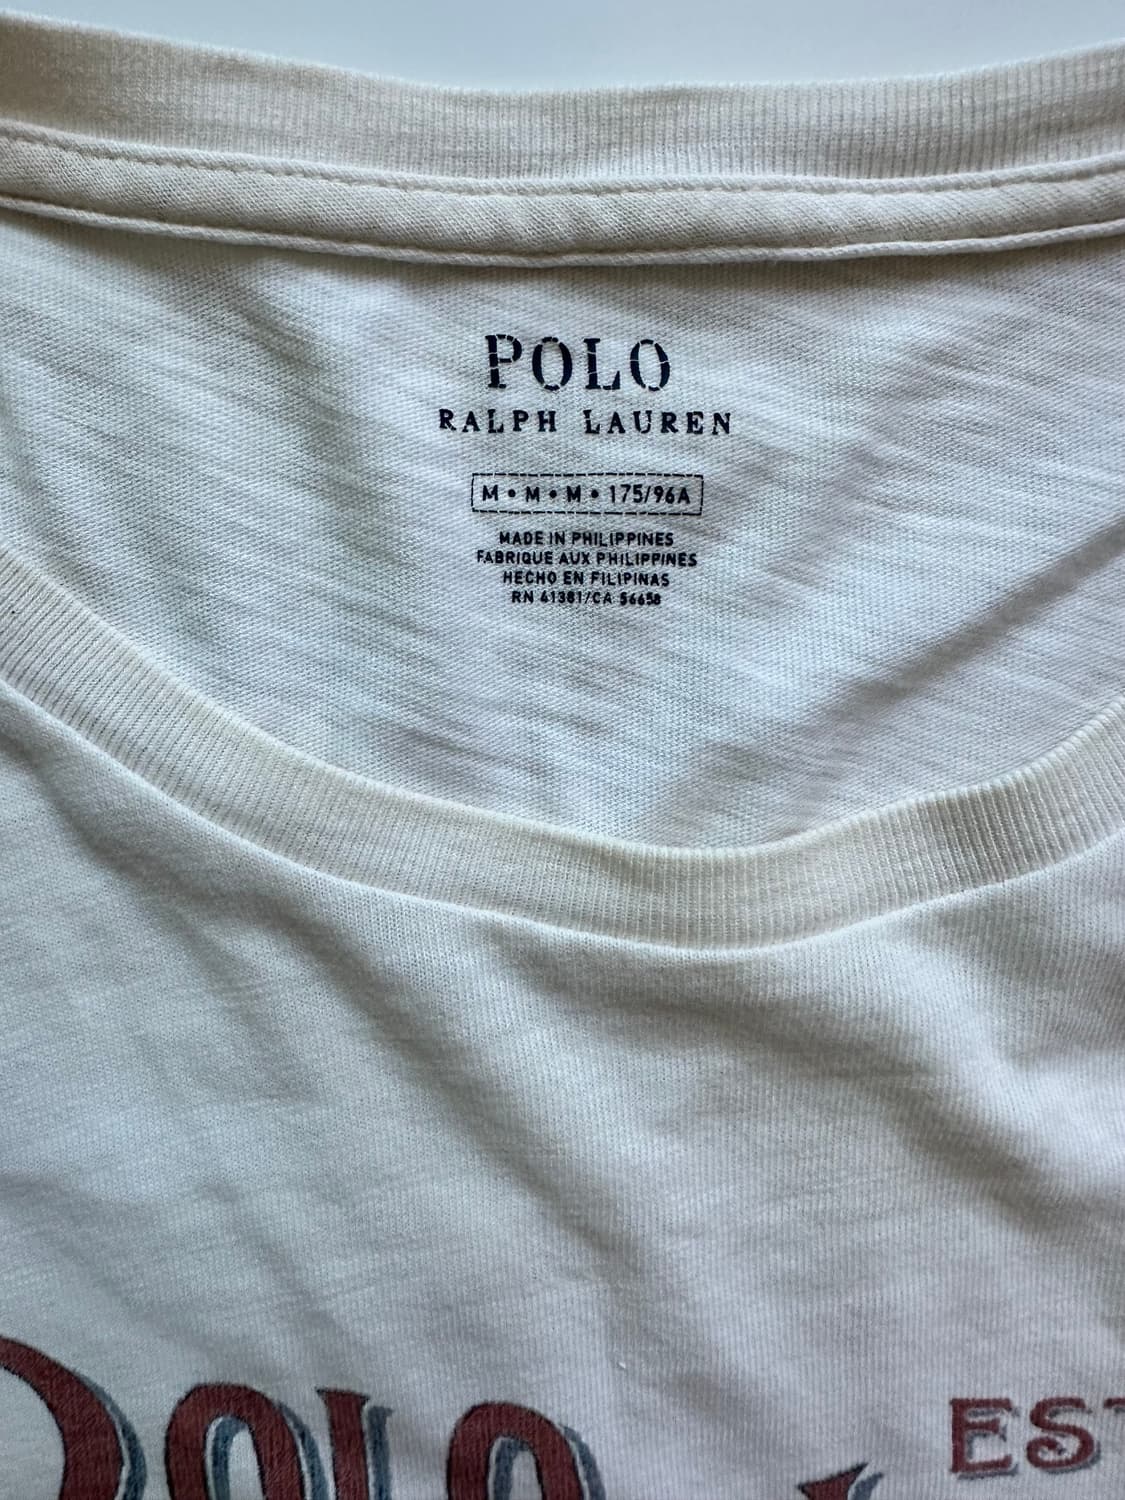 POLO
RALPH LAUREN
M • M • M • 175/96A
MADE IN PHILIPPINES
FABRIQUE AUX PHILIPPINES
HECHO EN FILIPINAS
RN 41381/CA 56658
POLO
EST